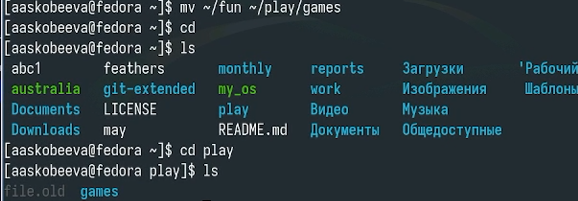 [aaskobeeva@fedora ~]$ mv ~/fun ~/play/games
[aaskobeeva@fedora ~]$ cd
[aaskobeeva@fedora ~]$ ls
abc1 feathers monthly reports Загрузки 'Рабочий
australia git-extended my_os work Изображения Шаблоны
Documents LICENSE play Видео Музыка
Downloads may README.md Документы Общедоступные
[aaskobeeva@fedora ~]$ cd play
[aaskobeeva@fedora play]$ ls
file.old games